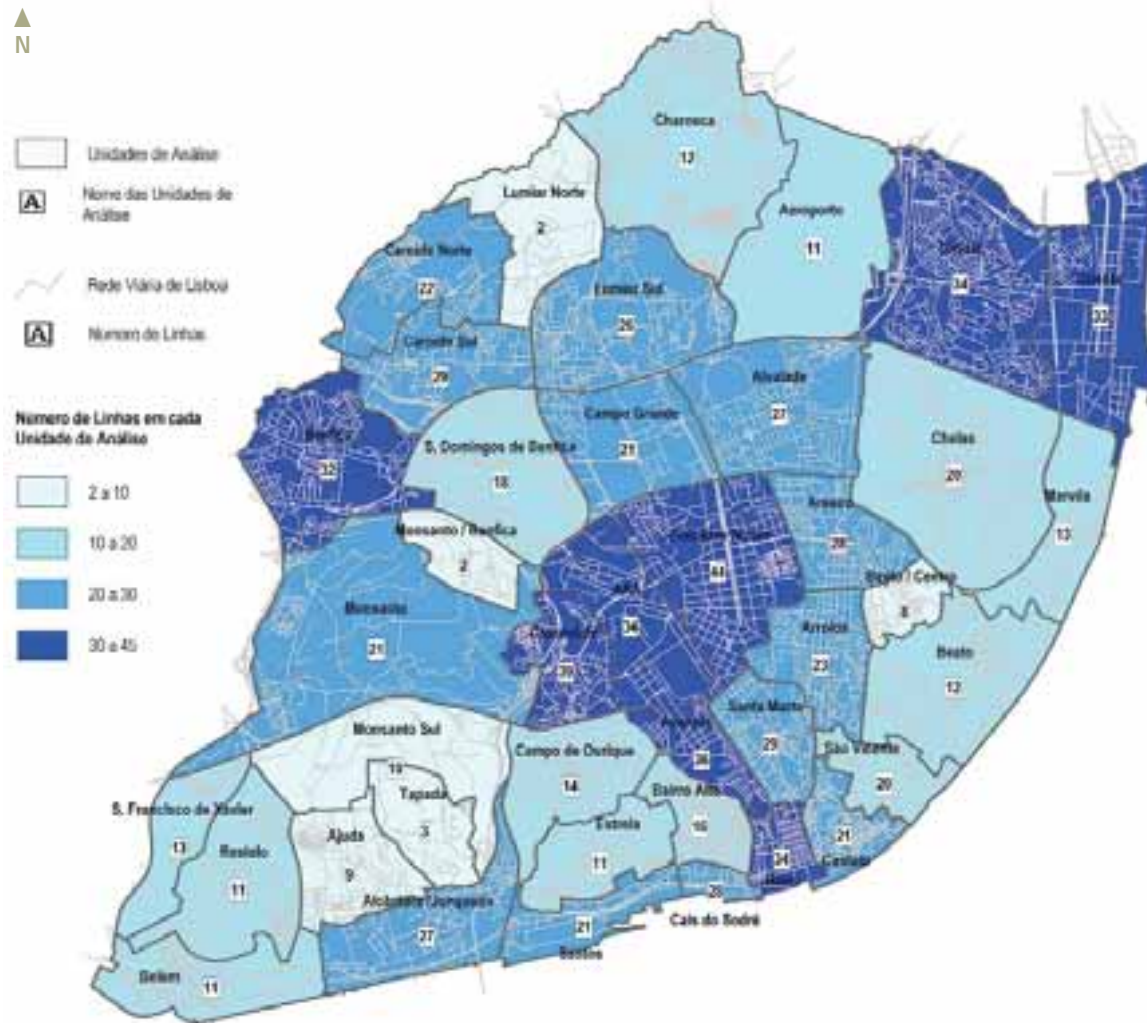 N
Unidades de Análise
A
Nome das Unidades de
Análise
Rede Viária de Lisboa
A
Número de Linhas
Número de Linhas em cada
Unidade de Análise
2 a 10
10 a 20
20 a 30
30 a 45
Charneca
12
Lumiar Norte
2
Aeroporto
11
Carnide Norte
22
34
33
Lumiar Sul
26
Carnide Sul
Alvalade
27
Benfica
32
Campo Grande
21
S. Domingos de Benfica
18
Chelas
20
Marvila
13
Areeiro
Monsanto / Benfica
2
44
8
Monsanto
21
Arroios
23
Beato
12
Santa Marta
29
Monsanto Sul
10
Campo de Ourique
14
São Vicente
20
Tapada
3
Bairro Alto
16
S. Francisco de Xavier
13
Restelo
11
Ajuda
9
Estrela
11
21
Castelo
27
Cais do Sodré
21
Santos
Belém
11